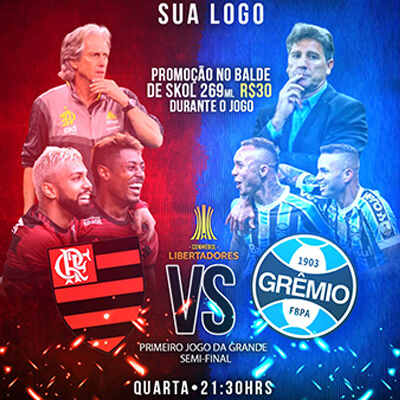 SUA LOGO
PROMOÇÃO NO BALDE
DE SKOL 269ML R$30
DURANTE O JOGO
CONMEBOL
LIBERTADORES
CRF
VS
1903
GRÊMIO
FBPA
PRIMEIRO JOGO DA GRANDE
SEMI-FINAL
QUARTA•21:30HRS